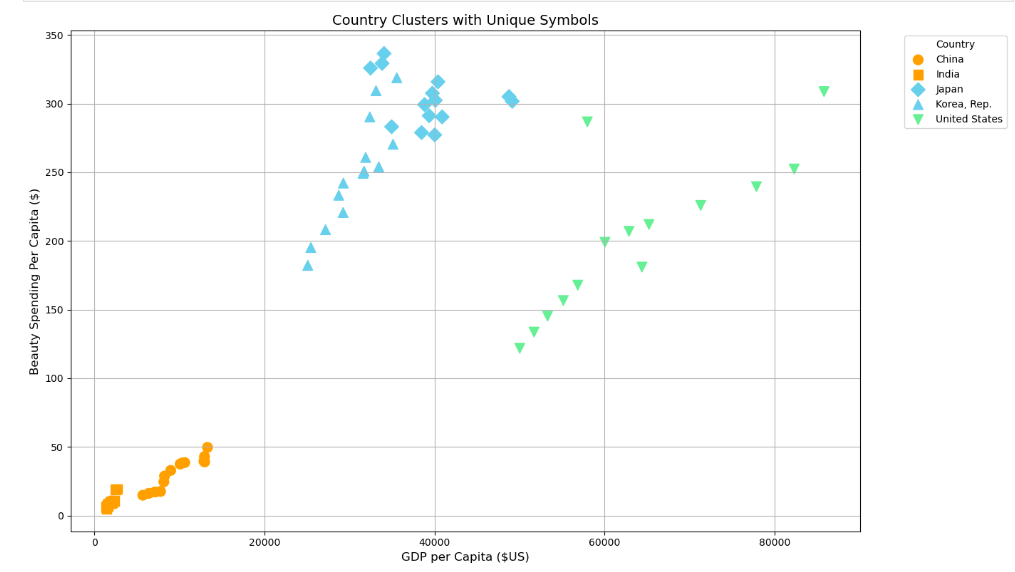 Country Clusters with Unique Symbols
350
300
250
200
150
100
50
0
Beauty Spending Per Capita ($)
0 20000 40000 60000 80000
GDP per Capita ($US)
Country
China
India
Japan
Korea, Rep.
United States